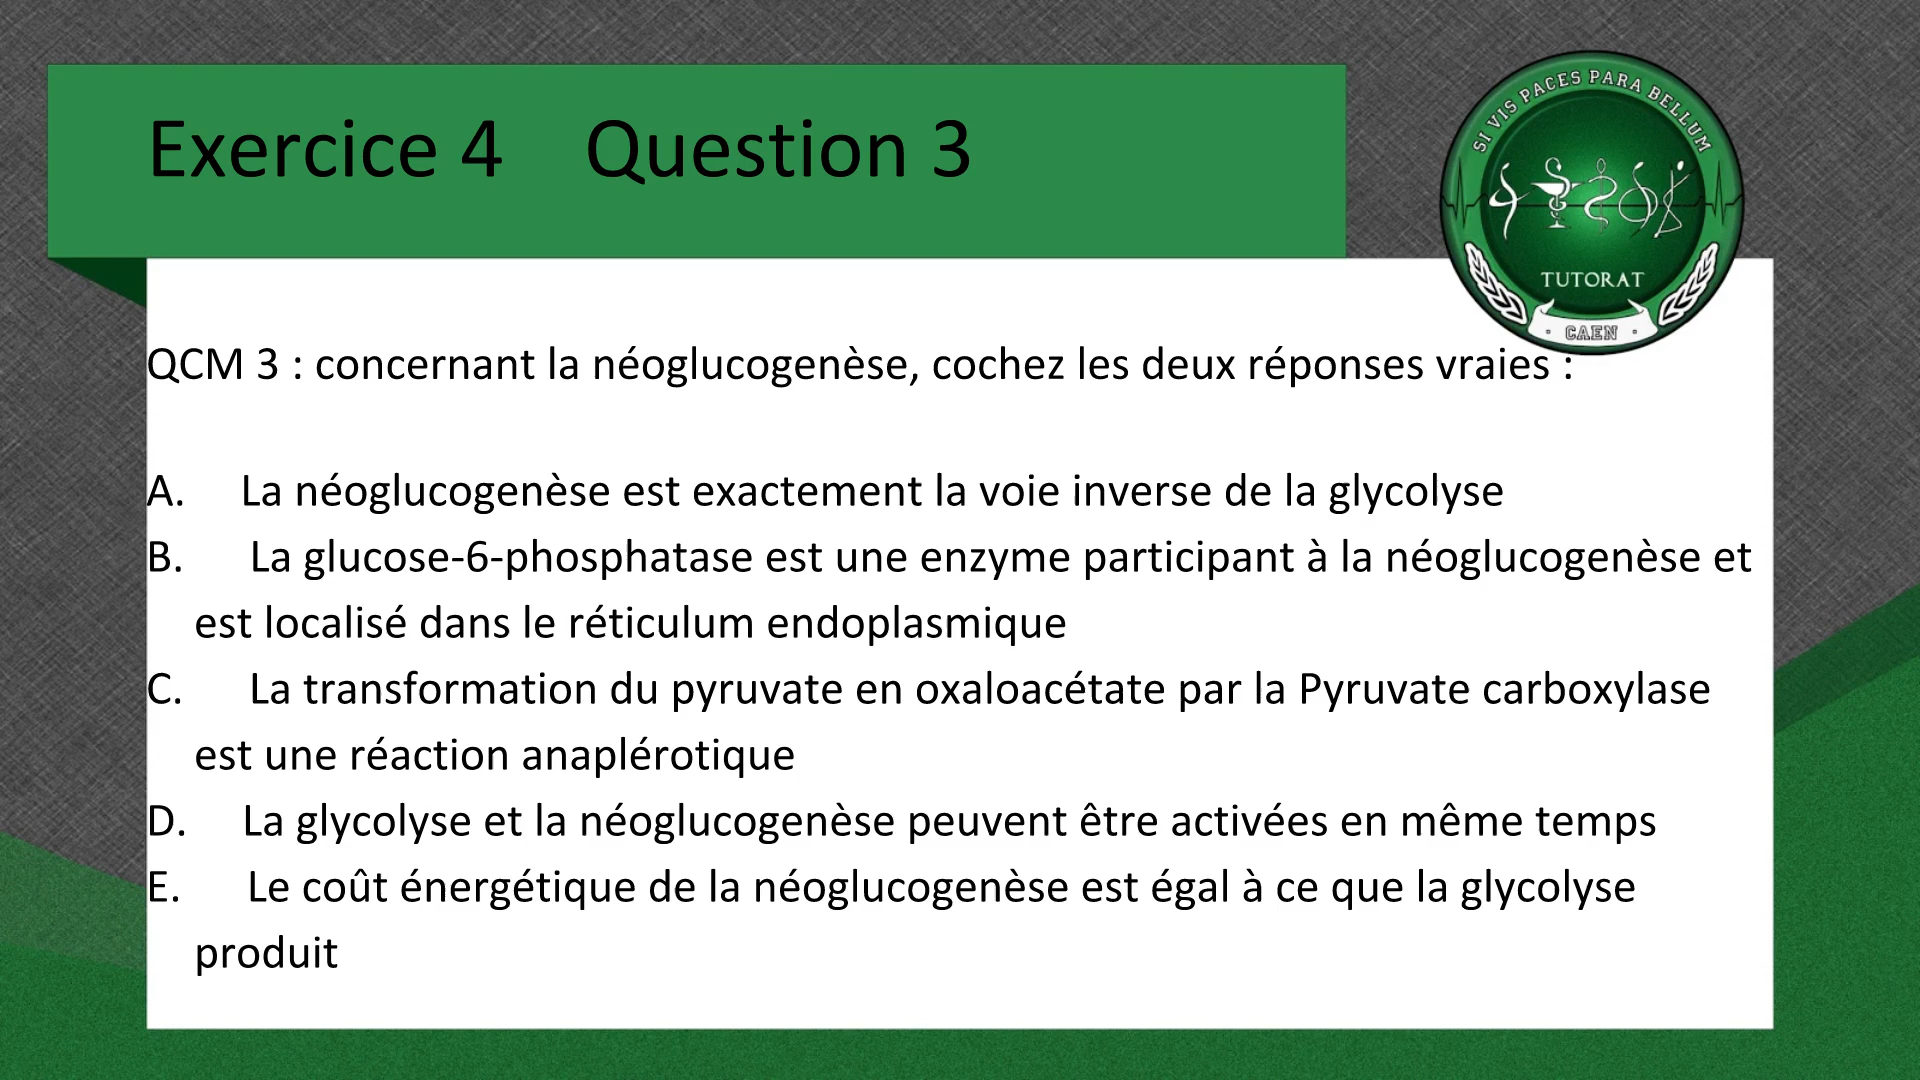 Exercice 4 Question 3
SI VIS PACES PARA BELLUM
TUTORAT
· CAEN ·
QCM 3 : concernant la néoglucogenèse, cochez les deux réponses vraies :
A. La néoglucogenèse est exactement la voie inverse de la glycolyse
B. La glucose-6-phosphatase est une enzyme participant à la néoglucogenèse et
est localisé dans le réticulum endoplasmique
C. La transformation du pyruvate en oxaloacétate par la Pyruvate carboxylase
est une réaction anaplérotique
D. La glycolyse et la néoglucogenèse peuvent être activées en même temps
E. Le coût énergétique de la néoglucogenèse est égal à ce que la glycolyse
produit